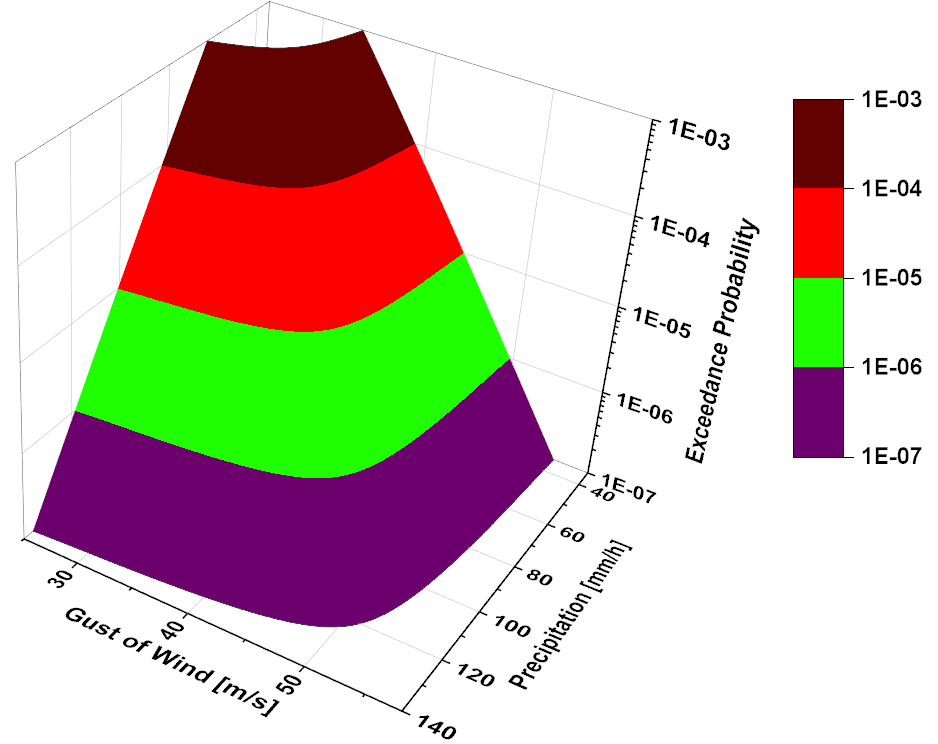 1E-03
1E-04
1E-05
1E-06
1E-07
Exceedance Probability
40
60
80
100
120
140
Precipitation [mm/h]
30
40
50
Gust of Wind [m/s]
1E-03
1E-04
1E-05
1E-06
1E-07